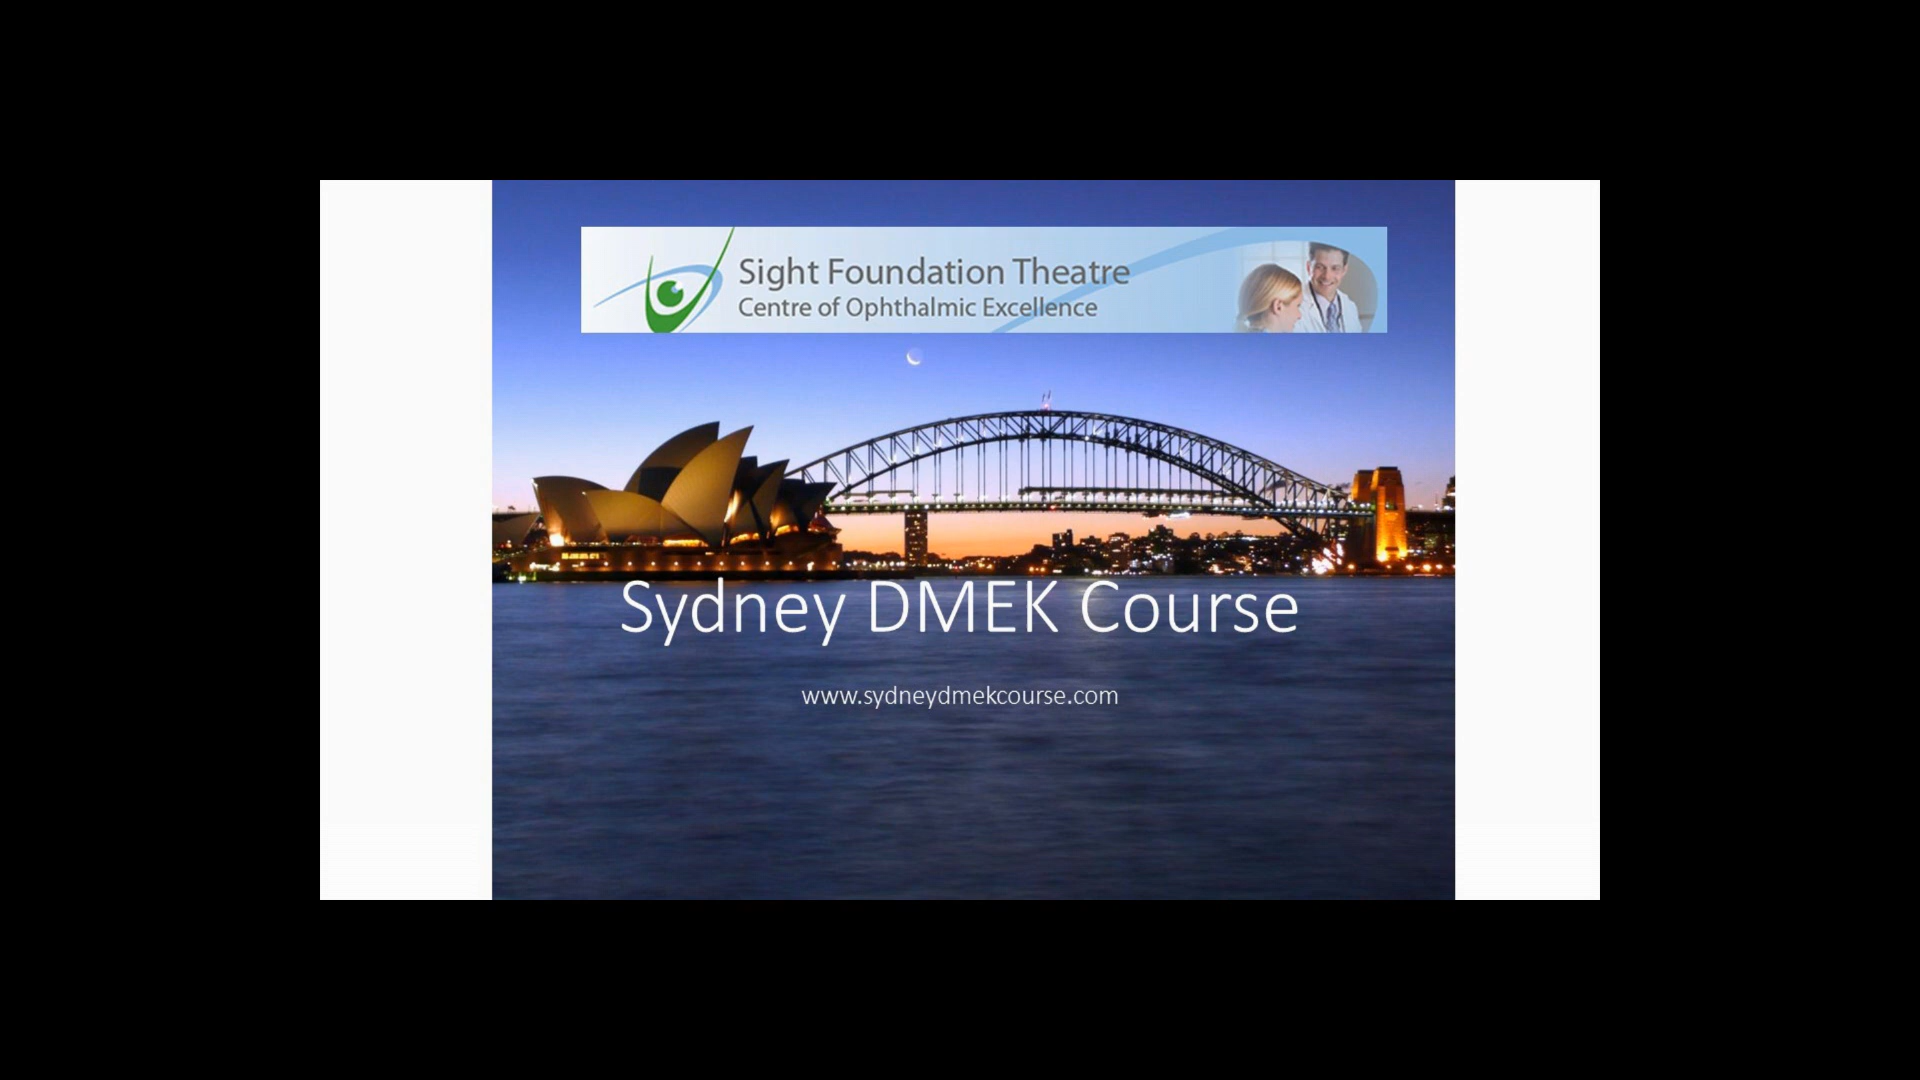 Sight Foundation Theatre
Centre of Ophthalmic Excellence
Sydney DMEK Course
www.sydneydmekcourse.com